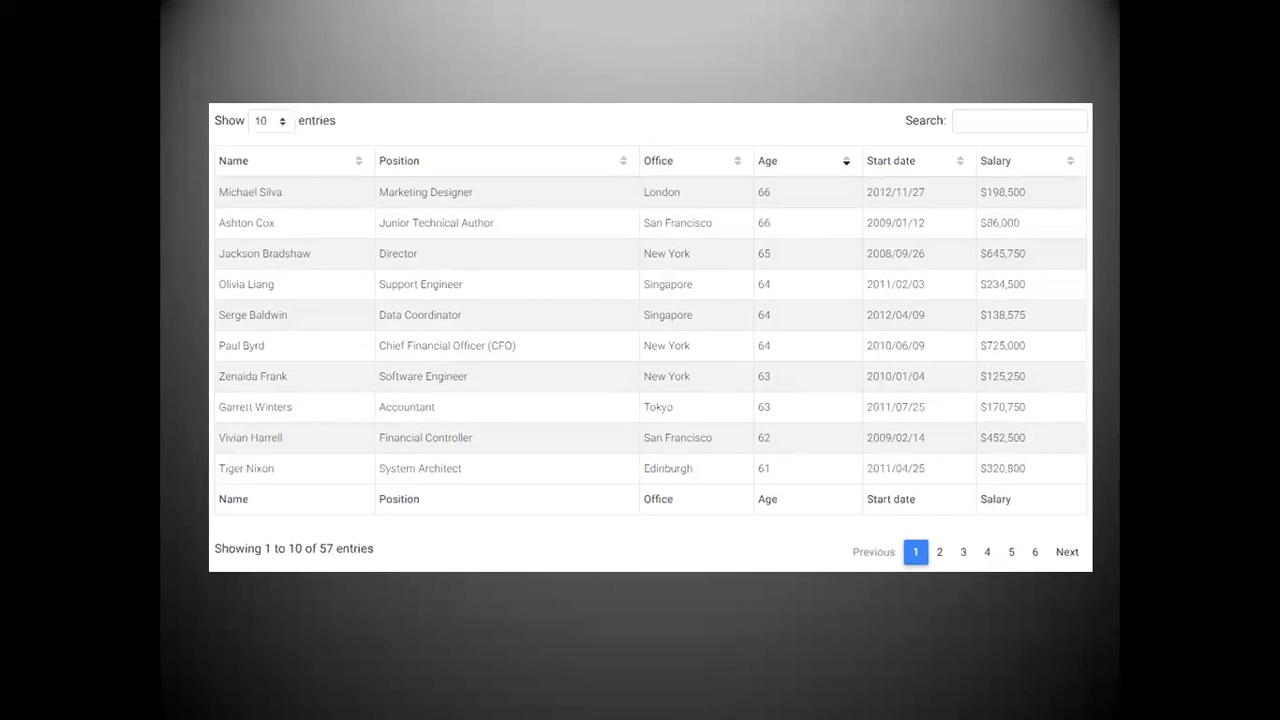 Show 10 entries Search:
Name Position Office Age Start date Salary
Michael Silva Marketing Designer London 66 2012/11/27 $198,500
Ashton Cox Junior Technical Author San Francisco 66 2009/01/12 $86,000
Jackson Bradshaw Director New York 65 2008/09/26 $645,750
Olivia Liang Support Engineer Singapore 64 2011/02/03 $234,500
Serge Baldwin Data Coordinator Singapore 64 2012/04/09 $138,575
Paul Byrd Chief Financial Officer (CFO) New York 64 2010/06/09 $725,000
Zenaida Frank Software Engineer New York 63 2010/01/04 $125,250
Garrett Winters Accountant Tokyo 63 2011/07/25 $170,750
Vivian Harrell Financial Controller San Francisco 62 2009/02/14 $452,500
Tiger Nixon System Architect Edinburgh 61 2011/04/25 $320,800
Name Position Office Age Start date Salary
Showing 1 to 10 of 57 entries
Previous 1 2 3 4 5 6 Next